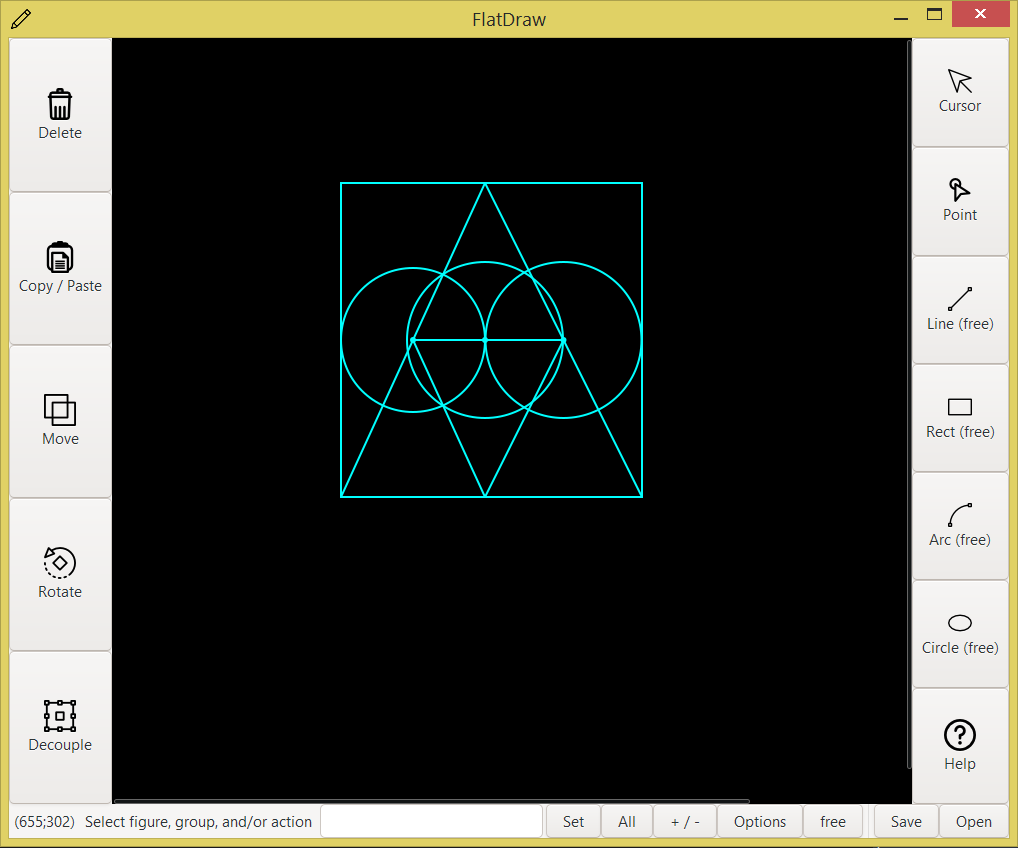 FlatDraw
Delete
Copy / Paste
Move
Rotate
Decouple
Cursor
Point
Line (free)
Rect (free)
Arc (free)
Circle (free)
Help
(655;302) Select figure, group, and/or action
Set
All
+ / -
Options
free
Save
Open